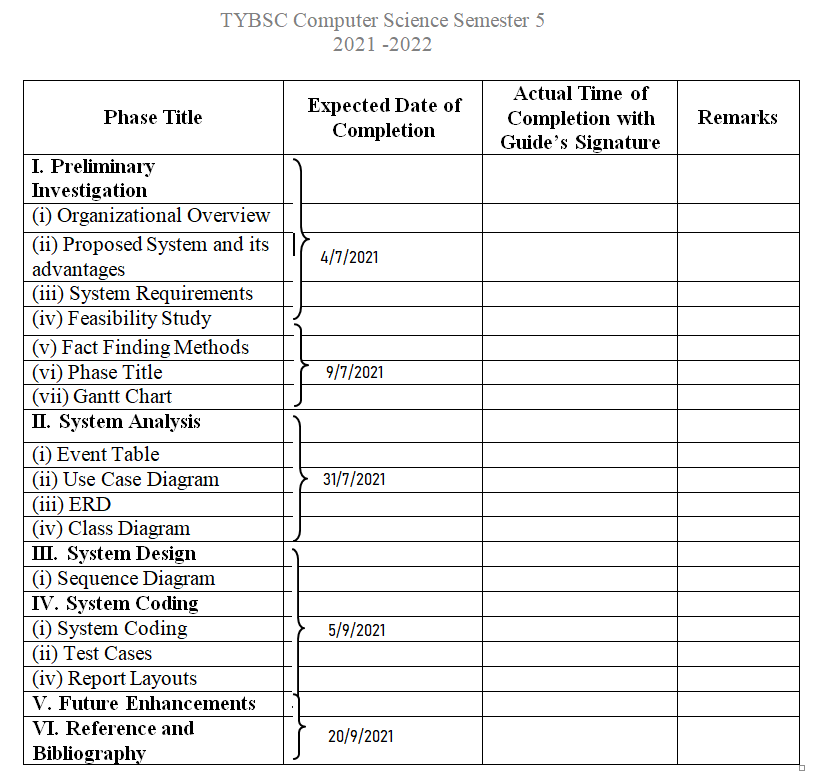 TYBSC Computer Science Semester 5
2021 -2022
Phase Title
Expected Date of
Completion
Actual Time of
Completion with
Guide's Signature
Remarks
I. Preliminary
Investigation
(i) Organizational Overview
(ii) Proposed System and its
advantages
4/7/2021
(iii) System Requirements
(iv) Feasibility Study
(v) Fact Finding Methods
(vi) Phase Title
9/7/2021
(vii) Gantt Chart
II. System Analysis
(i) Event Table
(ii) Use Case Diagram
31/7/2021
(iii) ERD
(iv) Class Diagram
III. System Design
(i) Sequence Diagram
IV. System Coding
(i) System Coding
5/9/2021
(ii) Test Cases
(iv) Report Layouts
V. Future Enhancements
VI. Reference and
Bibliography
20/9/2021